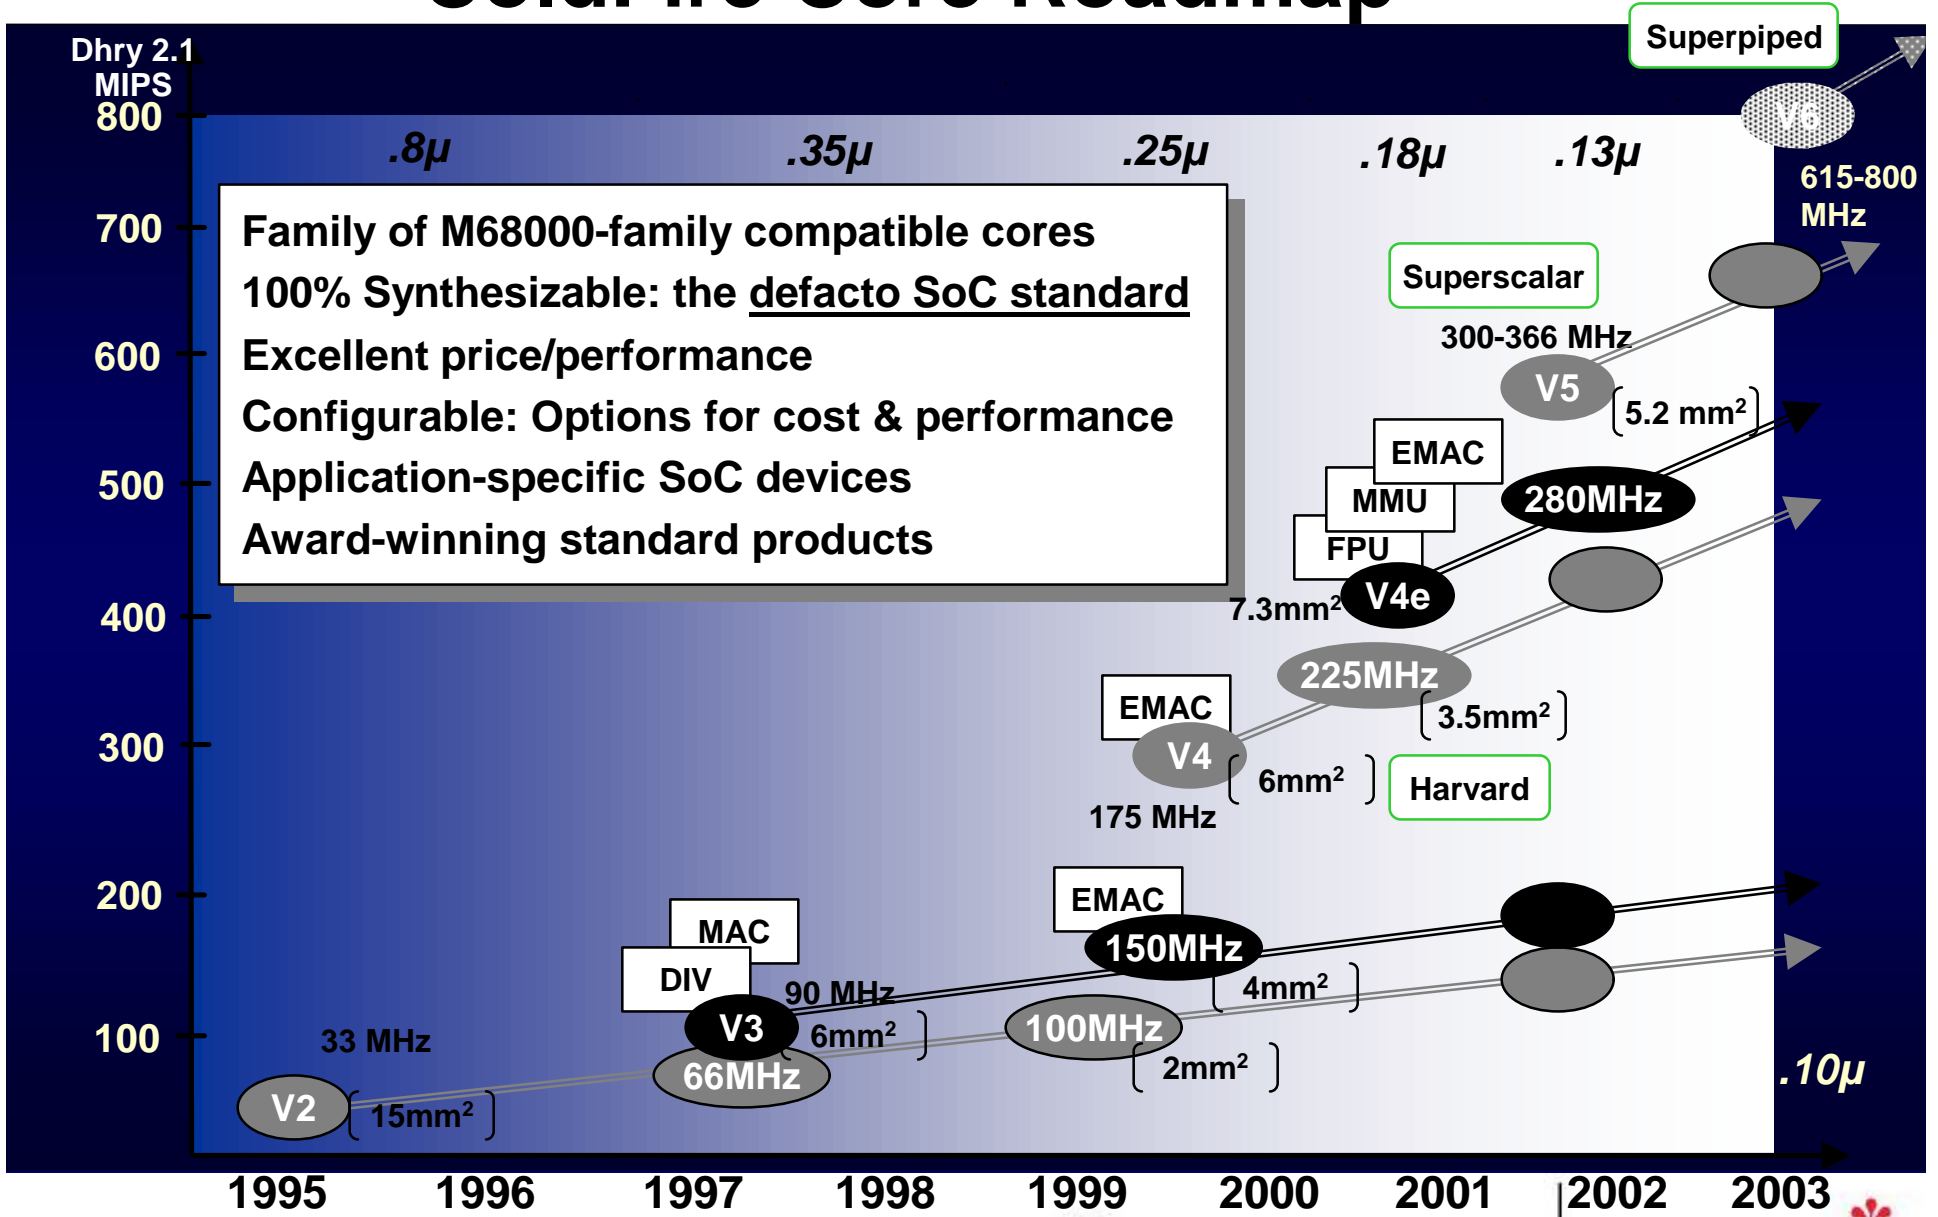 ColdFire Core Roadmap
Dhry 2.1
MIPS
Superpiped
800
V6
.8µ
.35µ
.25µ
.18µ
.13µ
615-800
MHz
700
Family of M68000-family compatible cores
100% Synthesizable: the defacto SoC standard
Excellent price/performance
Configurable: Options for cost & performance
Application-specific SoC devices
Award-winning standard products
Superscalar
300-366 MHz
600
V5
5.2 mm²
EMAC
MMU
FPU
500
280MHz
V4e
7.3mm²
400
225MHz
3.5mm²
EMAC
V4
6mm²
175 MHz
Harvard
300
200
EMAC
150MHz
4mm²
MAC
DIV
90 MHz
V3
6mm²
100MHz
2mm²
66MHz
100
33 MHz
V2
15mm²
.10µ
1995
1996
1997
1998
1999
2000
2001
2002
2003